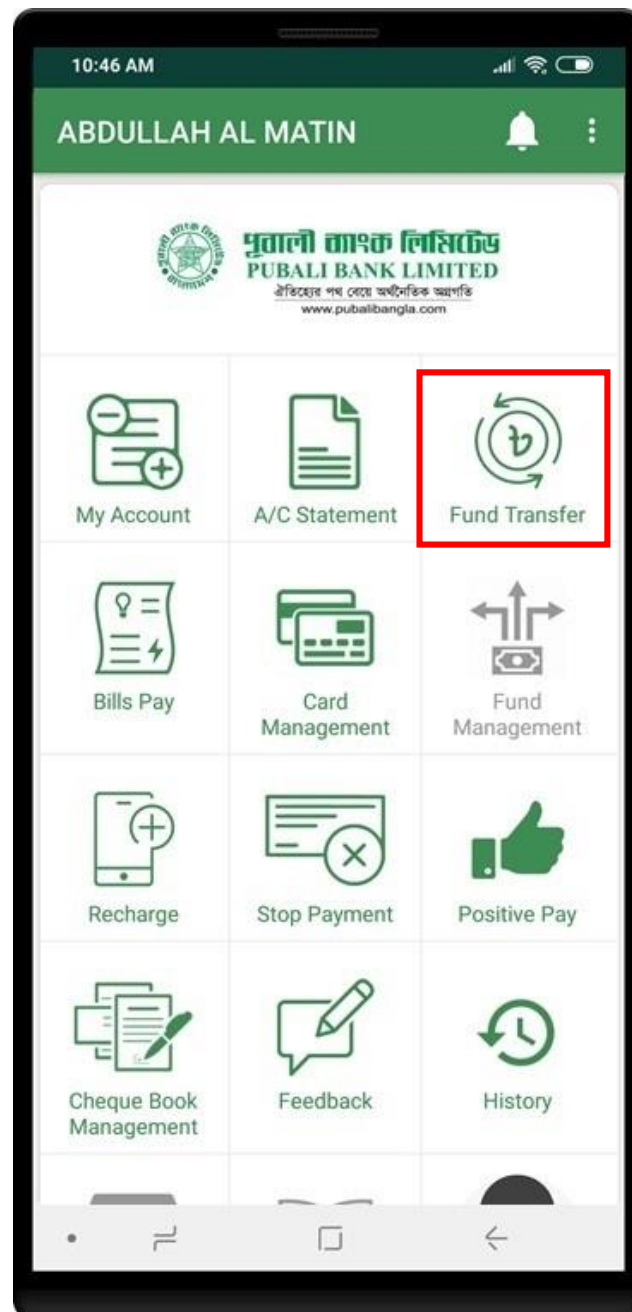 10:46 AM
ABDULLAH AL MATIN
পূবালী ব্যাংক লিমিটেড
PUBALI BANK LIMITED
ঐতিহ্যের পথ বেয়ে অর্থনৈতিক অগ্রগতি
www.pubalibangla.com
My Account
A/C Statement
Fund Transfer
Bills Pay
Card
Management
Fund
Management
Recharge
Stop Payment
Positive Pay
Cheque Book
Management
Feedback
History